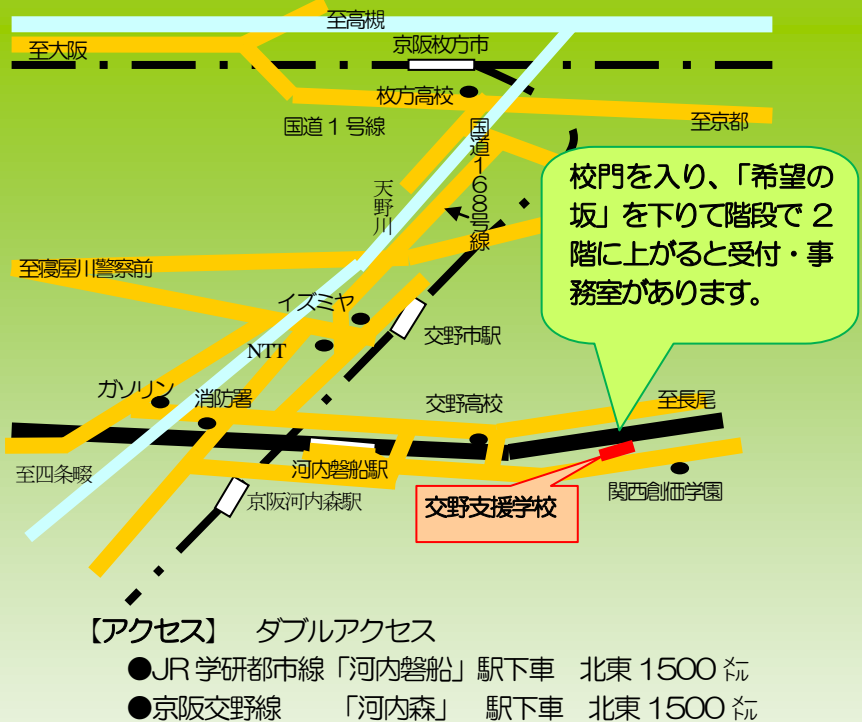 至高槻
至大阪
京阪枚方市
枚方高校
国道1号線
至京都
国道168号線
天野川
校門を入り、「希望の
坂」を下りて階段で 2
階に上がると受付・事
務室があります。
至寝屋川警察前
イズミヤ
NTT
交野市駅
ガソリン
消防署
交野高校
至長尾
至四条畷
河内磐船駅
京阪河内森駅
交野支援学校
関西創価学園
【アクセス】 ダブルアクセス
●JR 学研都市線「河内磐船」駅下車 北東 1500 ㍍
●京阪交野線 「河内森」 駅下車 北東 1500 ㍍